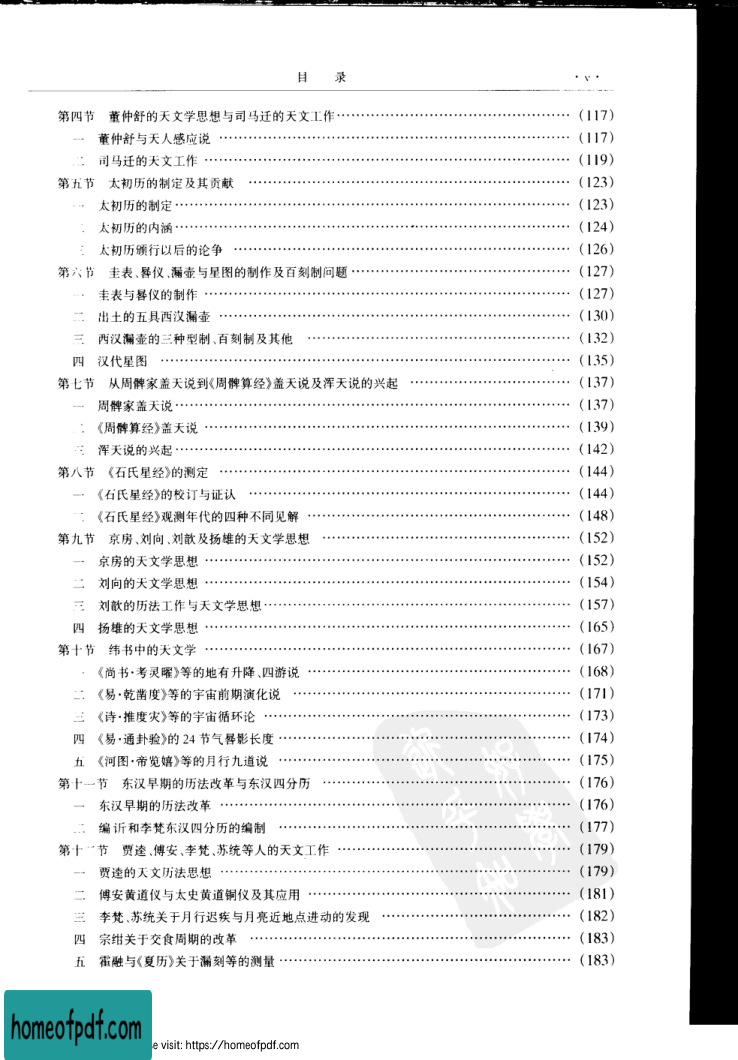 目 录 · v ·
第四节 董仲舒的天文学思想与司马迁的天文工作…………………………………… (117)
一 董仲舒与天人感应说 …………………………………… (117)
二 司马迁的天文工作 …………………………………… (119)
第五节 太初历的制定及其贡献 …………………………………… (123)
一 太初历的制定…………………………………… (123)
二 太初历的内涵…………………………………… (124)
三 太初历颁行以后的论争 …………………………………… (126)
第六节 圭表、晷仪、漏壶与星图的制作及百刻制问题…………………………………… (127)
一 圭表与晷仪的制作 …………………………………… (127)
二 出土的五具西汉漏壶 …………………………………… (130)
三 西汉漏壶的三种型制、百刻制及其他 …………………………………… (132)
四 汉代星图 …………………………………… (135)
第七节 从周髀家盖天说到《周髀算经》盖天说及浑天说的兴起 …………………………………… (137)
一 周髀家盖天说…………………………………… (137)
二 《周髀算经》盖天说 …………………………………… (139)
三 浑天说的兴起…………………………………… (142)
第八节 《石氏星经》的测定 …………………………………… (144)
一 《石氏星经》的校订与证认 …………………………………… (144)
二 《石氏星经》观测年代的四种不同见解 …………………………………… (148)
第九节 京房、刘向、刘歆及扬雄的天文学思想 …………………………………… (152)
一 京房的天文学思想 …………………………………… (152)
二 刘向的天文学思想 …………………………………… (154)
三 刘歆的历法工作与天文学思想…………………………………… (157)
四 扬雄的天文学思想 …………………………………… (165)
第十节 纬书中的天文学 …………………………………… (167)
一 《尚书·考灵曜》等的地有升降、四游说 …………………………………… (168)
二 《易·乾凿度》等的宇宙前期演化说 …………………………………… (171)
三 《诗·推度灾》等的宇宙循环论 …………………………………… (173)
四 《易·通卦验》的 24 节气晷影长度…………………………………… (174)
五 《河图·帝览嬉》等的月行九道说 …………………………………… (175)
第十一节 东汉早期的历法改革与东汉四分历 …………………………………… (176)
一 东汉早期的历法改革 …………………………………… (176)
二 编䜣和李梵东汉四分历的编制 …………………………………… (177)
第十二节 贾逵、傅安、李梵、苏统等人的天文工作 …………………………………… (179)
一 贾逵的天文历法思想 …………………………………… (179)
二 傅安黄道仪与太史黄道铜仪及其应用 …………………………………… (181)
三 李梵、苏统关于月行迟疾与月亮近地点进动的发现 …………………………………… (182)
四 宗绀关于交食周期的改革 …………………………………… (183)
五 霍融与《夏历》关于漏刻等的测量…………………………………… (183)
homeofpdf.com
e visit: https://homeofpdf.com